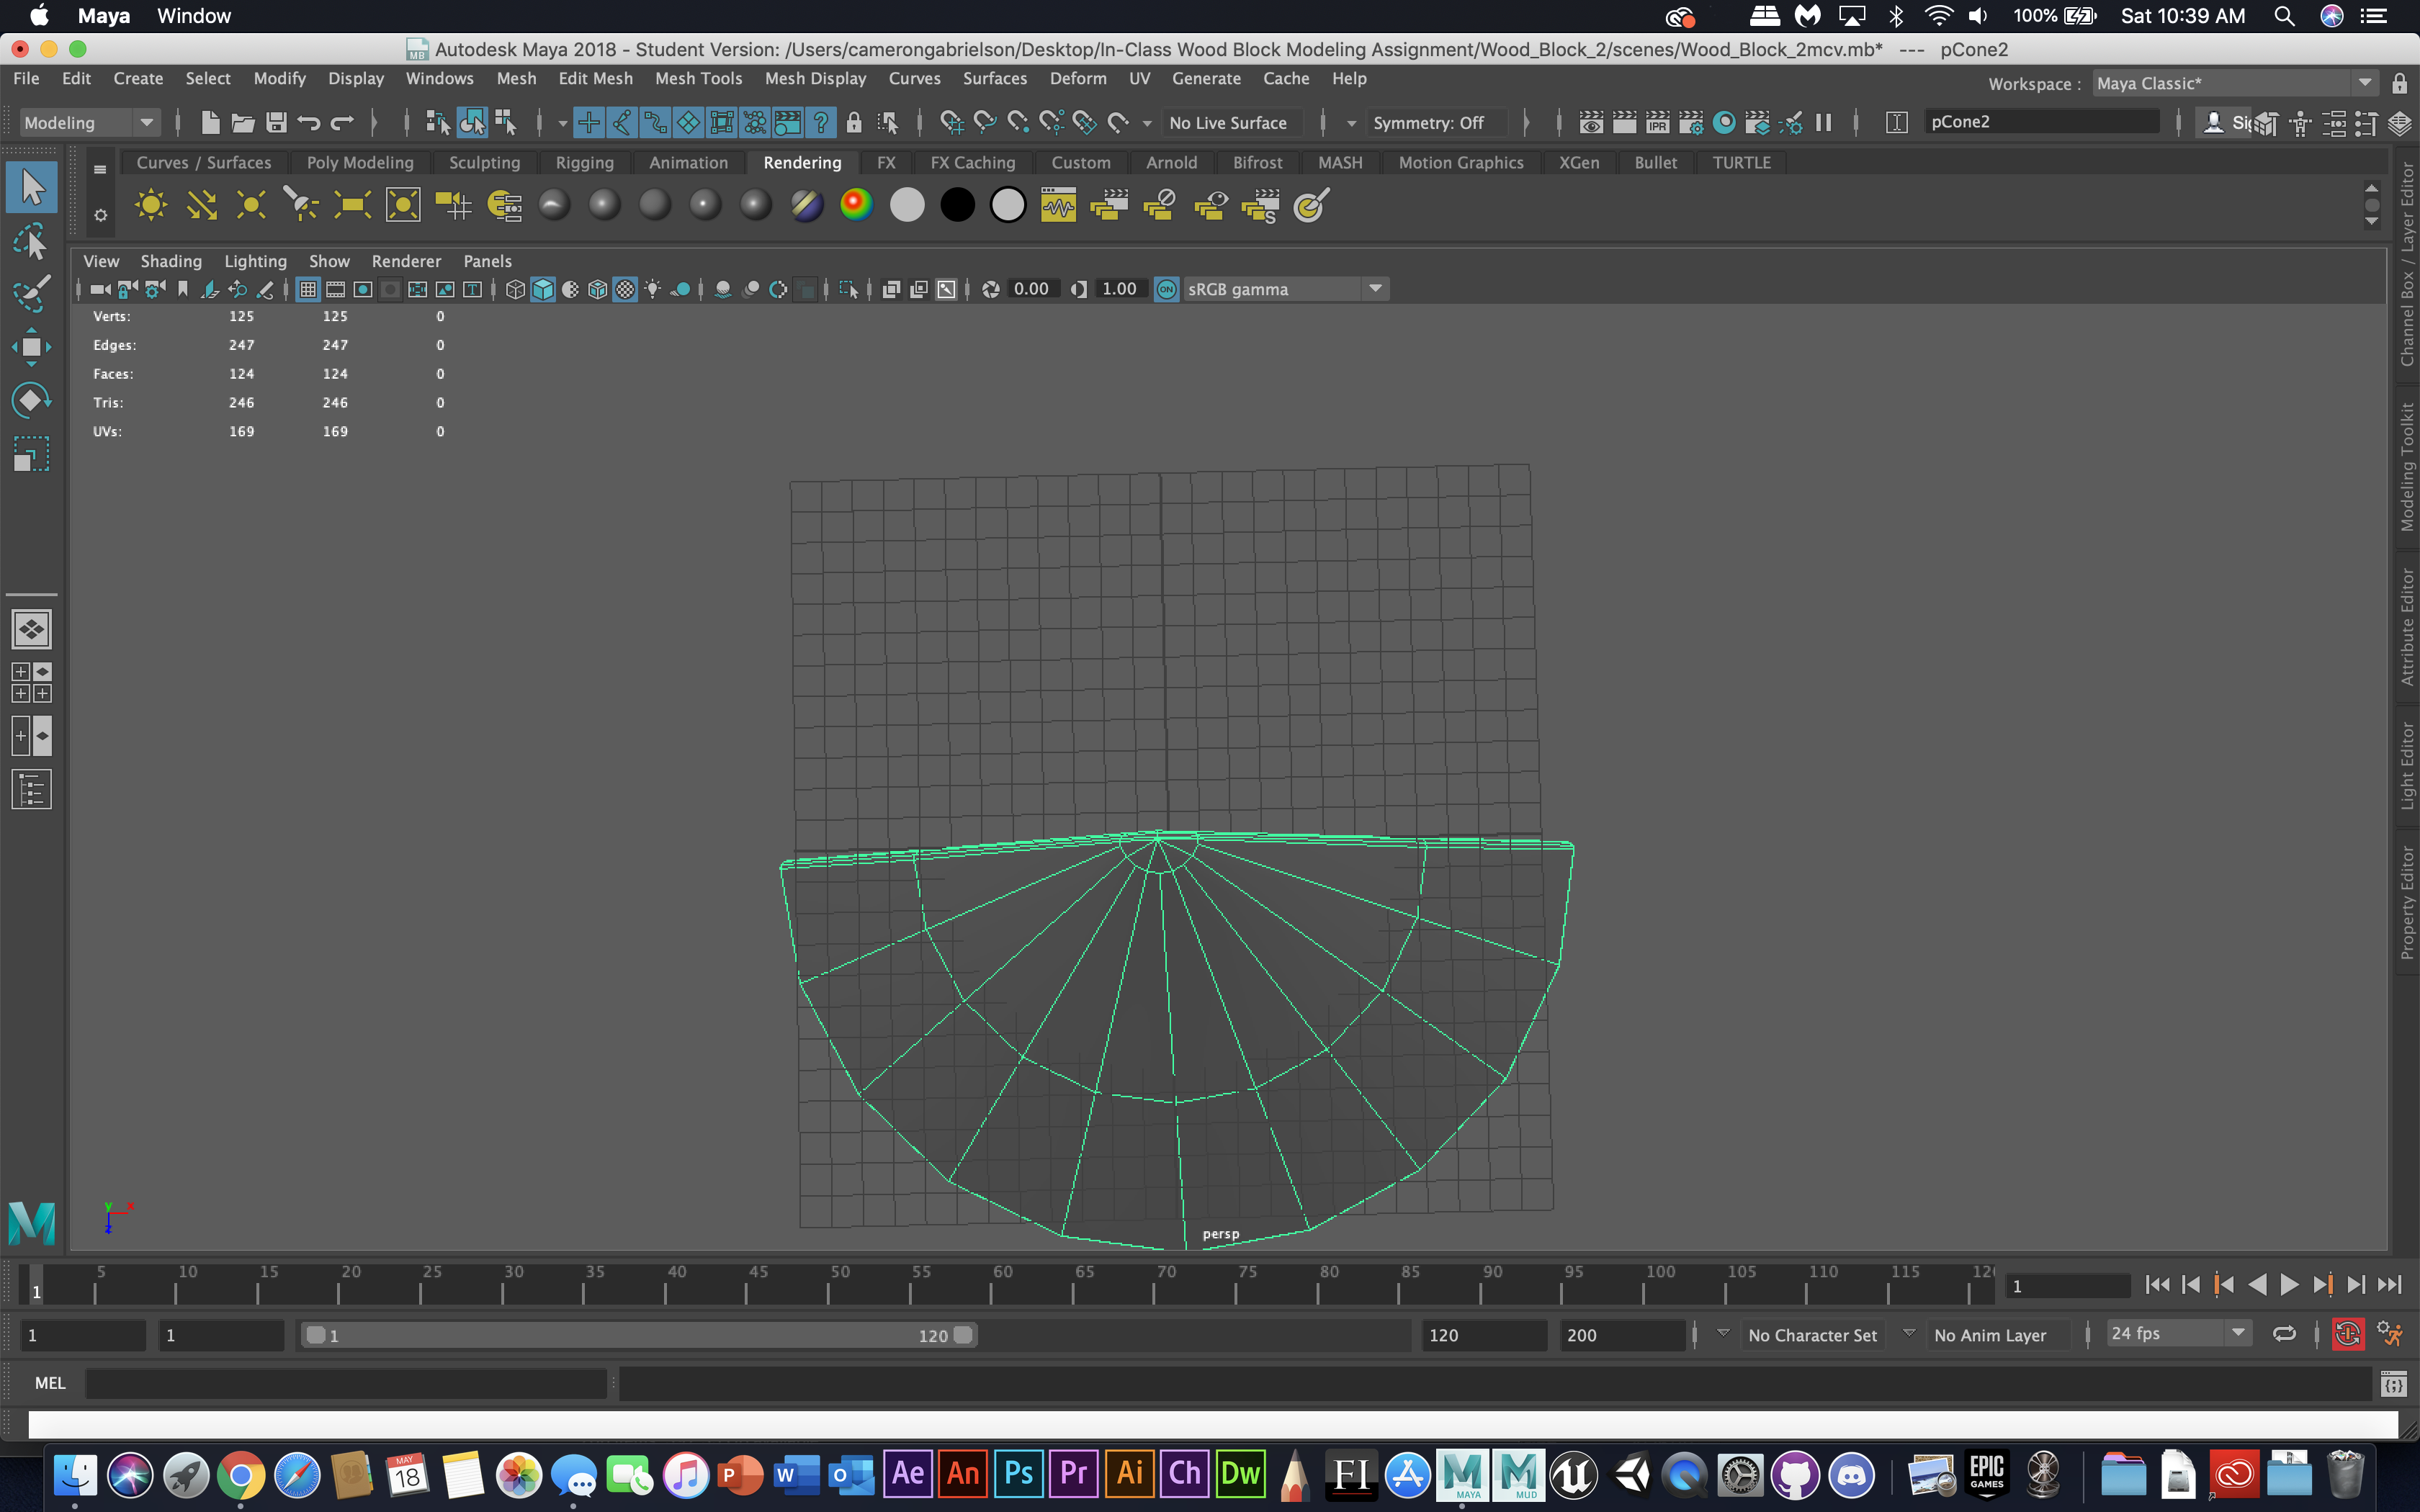 Maya Window 100% Sat 10:39 AM
Autodesk Maya 2018 - Student Version: /Users/camerongabrielson/Desktop/In-Class Wood Block Modeling Assignment/Wood_Block_2/scenes/Wood_Block_2mcv.mb* --- pCone2
File Edit Create Select Modify Display Windows Mesh Edit Mesh Mesh Tools Mesh Display Curves Surfaces Deform UV Generate Cache Help
Workspace : Maya Classic*
Modeling No Live Surface Symmetry: Off IPR pCone2
Curves / Surfaces Poly Modeling Sculpting Rigging Animation Rendering FX FX Caching Custom Arnold Bifrost MASH Motion Graphics XGen Bullet TURTLE
View Shading Lighting Show Renderer Panels
0.00 1.00 ON sRGB gamma
Verts: 125 125 0
Edges: 247 247 0
Faces: 124 124 0
Tris: 246 246 0
UVs: 169 169 0
Channel Box / Layer Editor
Modeling Toolkit
Attribute Editor
Light Editor
Property Editor
y x
z
persp
5 10 15 20 25 30 35 40 45 50 55 60 65 70 75 80 85 90 95 100 105 110 115
1 1
1 1 1 120 120 200 No Character Set No Anim Layer 24 fps
MEL
MAY
18
P W O Ae An Ps Pr Ai Ch Dw FI MAYA MUD EPIC GAMES